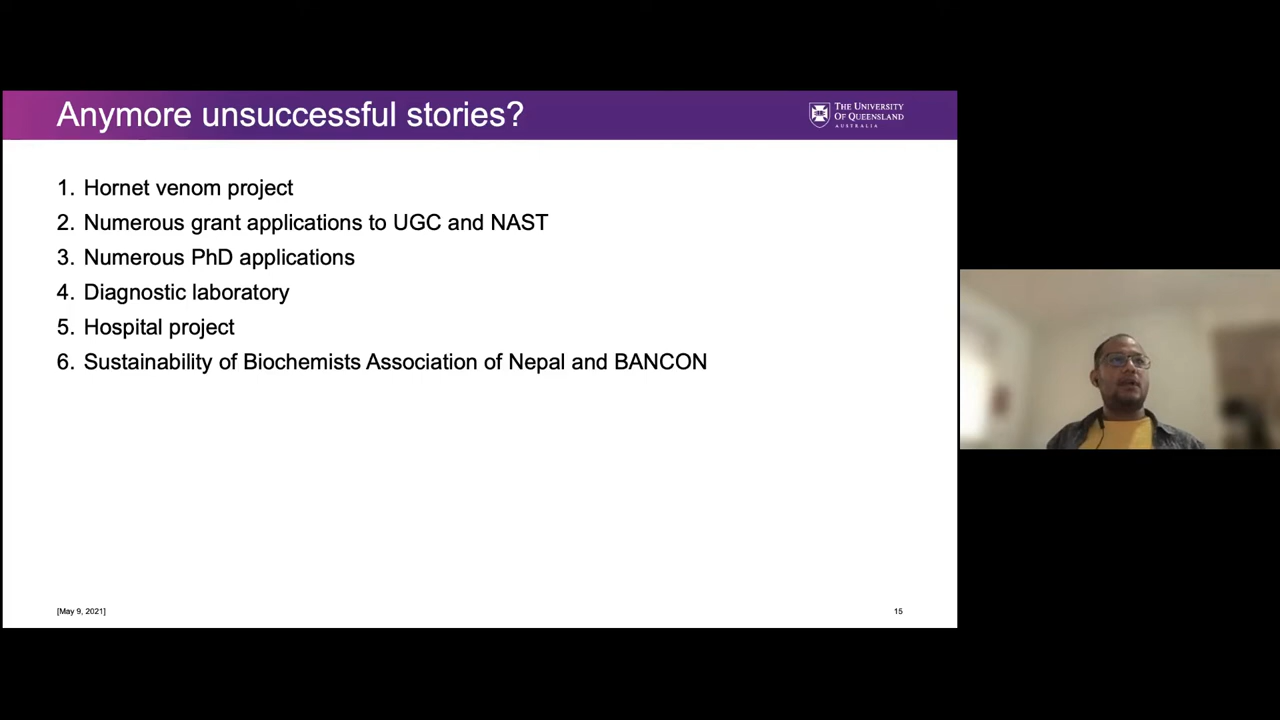 Anymore unsuccessful stories?
THE UNIVERSITY
OF QUEENSLAND
AUSTRALIA
1. Hornet venom project
2. Numerous grant applications to UGC and NAST
3. Numerous PhD applications
4. Diagnostic laboratory
5. Hospital project
6. Sustainability of Biochemists Association of Nepal and BANCON
[May 9, 2021]
15